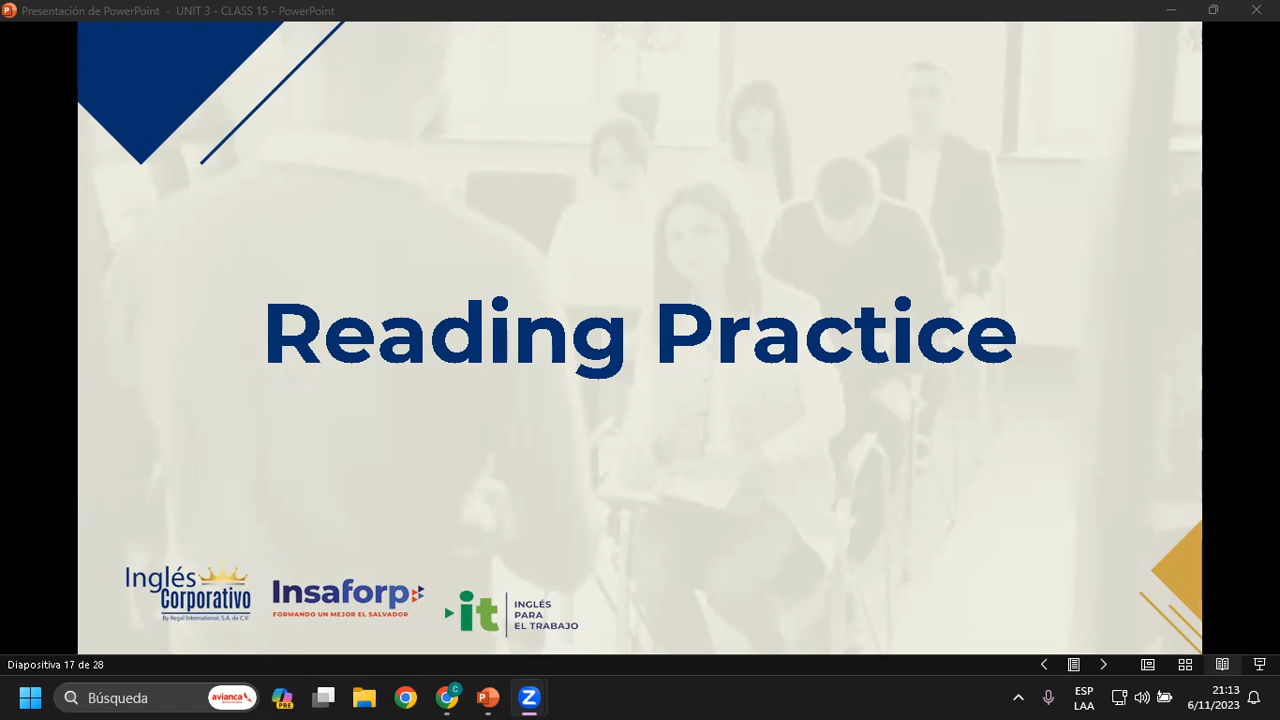 Presentación de PowerPoint - UNIT 3 - CLASS 15 - PowerPoint
Reading Practice
Inglés
Corporativo
By Regal International, S.A. de C.V.
Insaforp
FORMANDO UN MEJOR EL SALVADOR
it
INGLÉS
PARA
EL TRABAJO
Diapositiva 17 de 28
Búsqueda
avianca
PRE
C
P
Z
ESP
LAA
21:13
6/11/2023